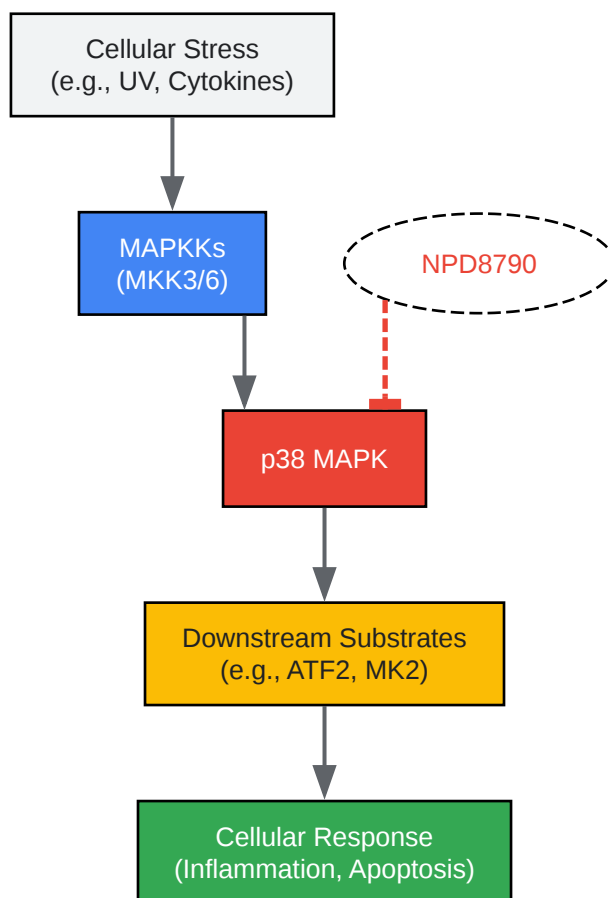 Cellular Stress
(e.g., UV, Cytokines)
MAPKKs
(MKK3/6)
NPD8790
p38 MAPK
Downstream Substrates
(e.g., ATF2, MK2)
Cellular Response
(Inflammation, Apoptosis)